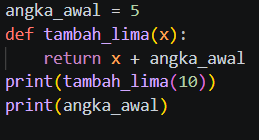 angka_awal = 5
def tambah_lima(x):
    return x + angka_awal
print(tambah_lima(10))
print(angka_awal)